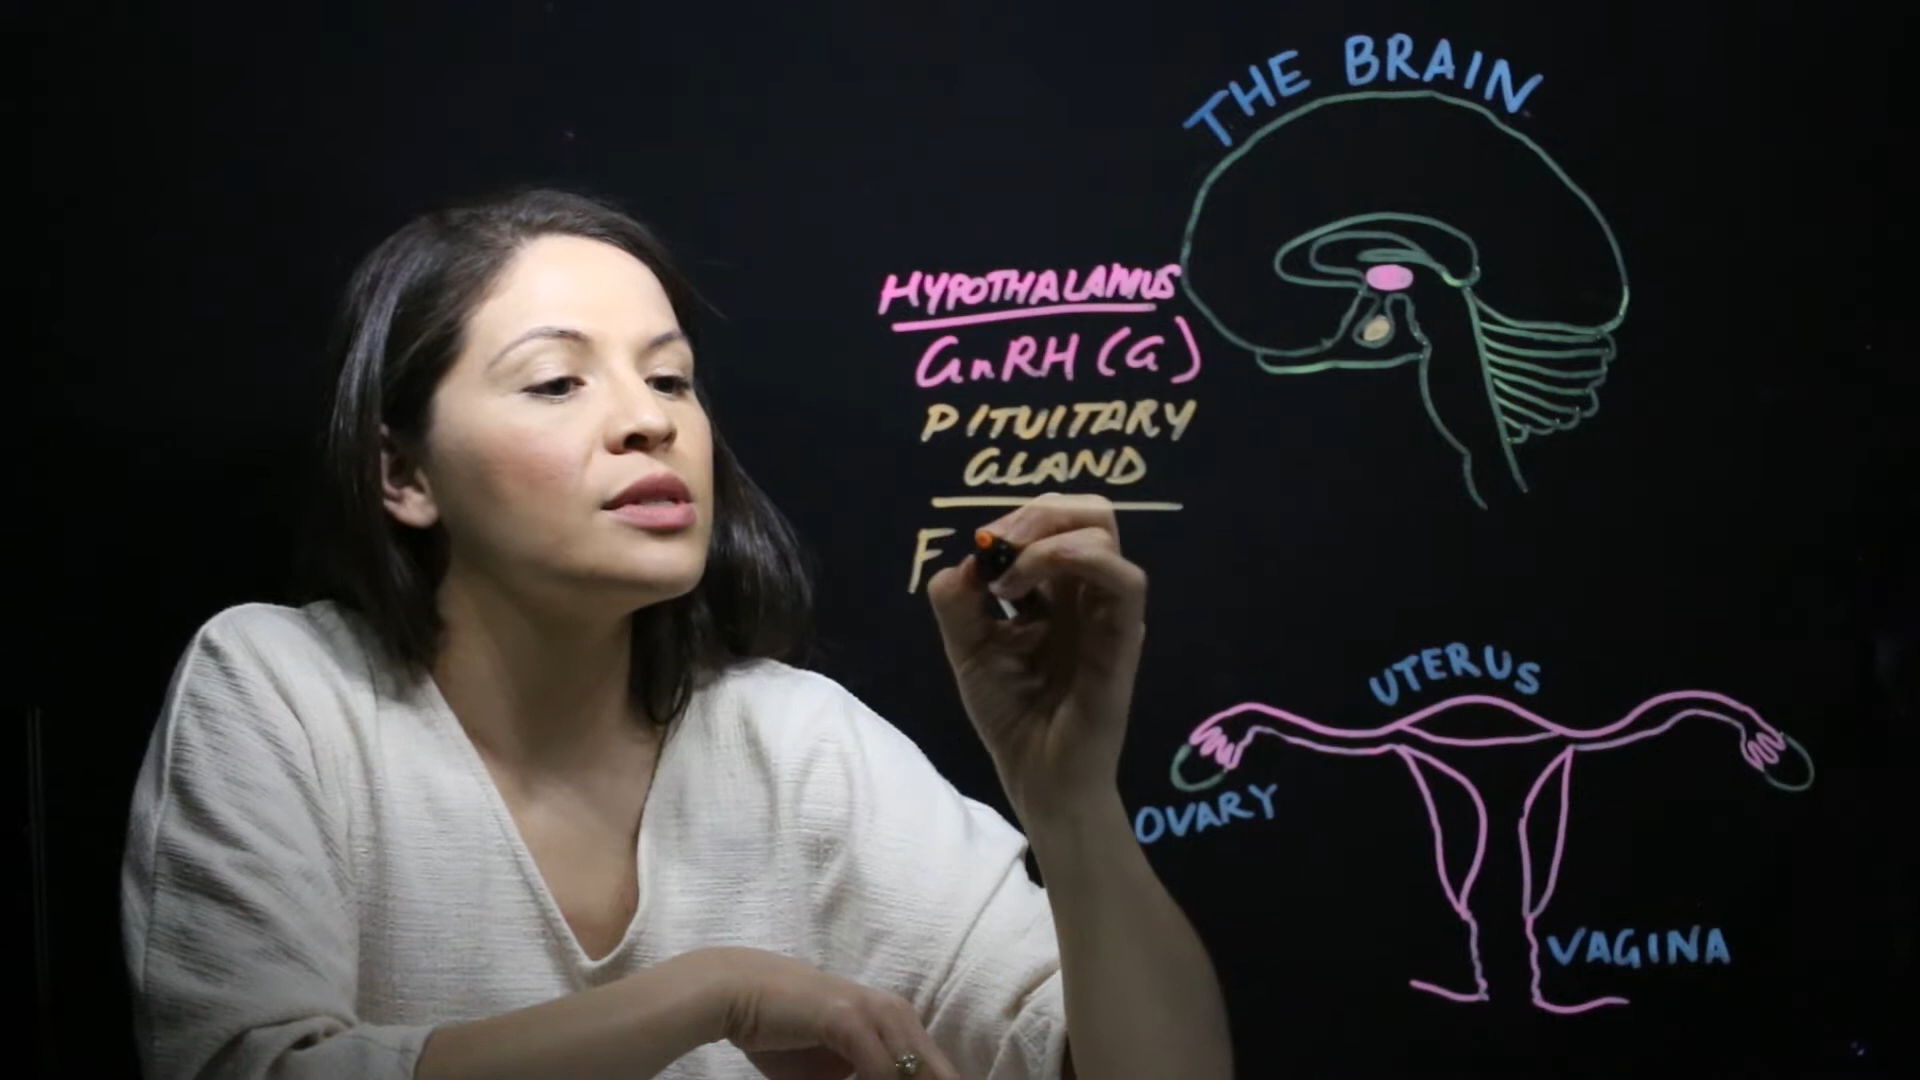 THE BRAIN
HYPOTHALAMUS
GnRH (G)
PITUITARY
GLAND
F
UTERUS
OVARY
VAGINA